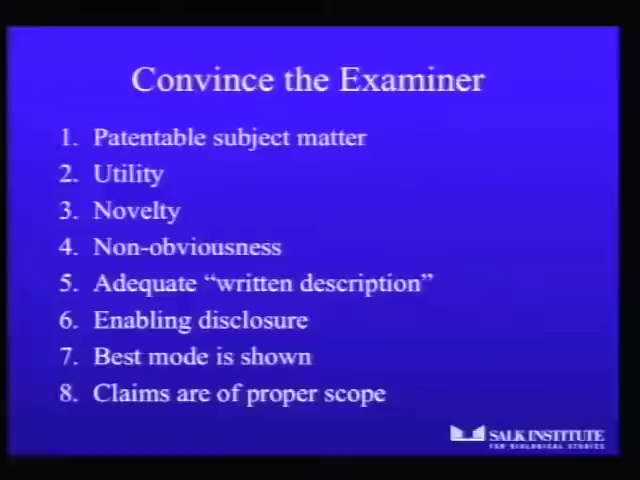 Convince the Examiner
1. Patentable subject matter
2. Utility
3. Novelty
4. Non-obviousness
5. Adequate “written description”
6. Enabling disclosure
7. Best mode is shown
8. Claims are of proper scope
SALK INSTITUTE
FOR BIOLOGICAL STUDIES